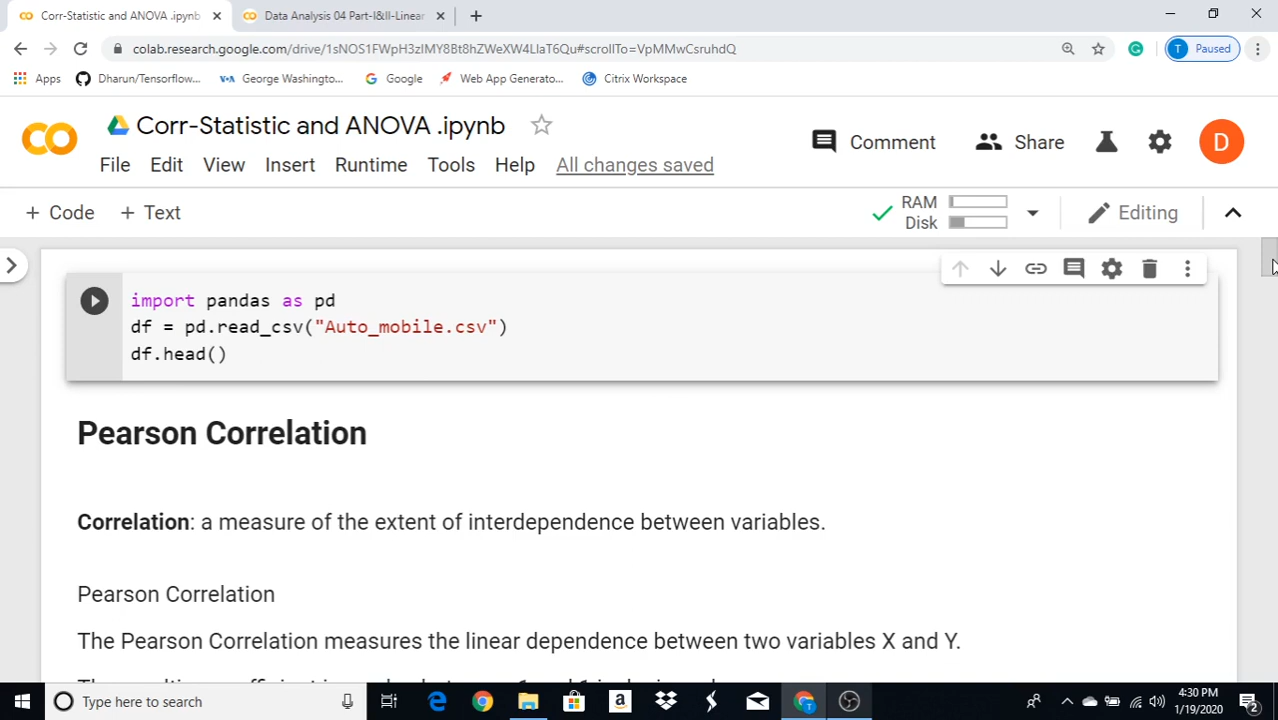 Corr-Statistic and ANOVA .ipynb
Data Analysis 04 Part-I&II-Linear
colab.research.google.com/drive/1sNOS1FWpH3zIMY8Bt8hZWeXW4LlaT6Qu#scrollTo=VpMMwCsruhdQ
T Paused
Apps
Dharun/Tensorflow...
George Washingto...
Google
Web App Generato...
Citrix Workspace
Corr-Statistic and ANOVA .ipynb
File Edit View Insert Runtime Tools Help All changes saved
Comment
Share
D
+ Code + Text
RAM
Disk
Editing
import pandas as pd
df = pd.read_csv("Auto_mobile.csv")
df.head()
Pearson Correlation
Correlation: a measure of the extent of interdependence between variables.
Pearson Correlation
The Pearson Correlation measures the linear dependence between two variables X and Y.
Type here to search
4:30 PM
1/19/2020
2